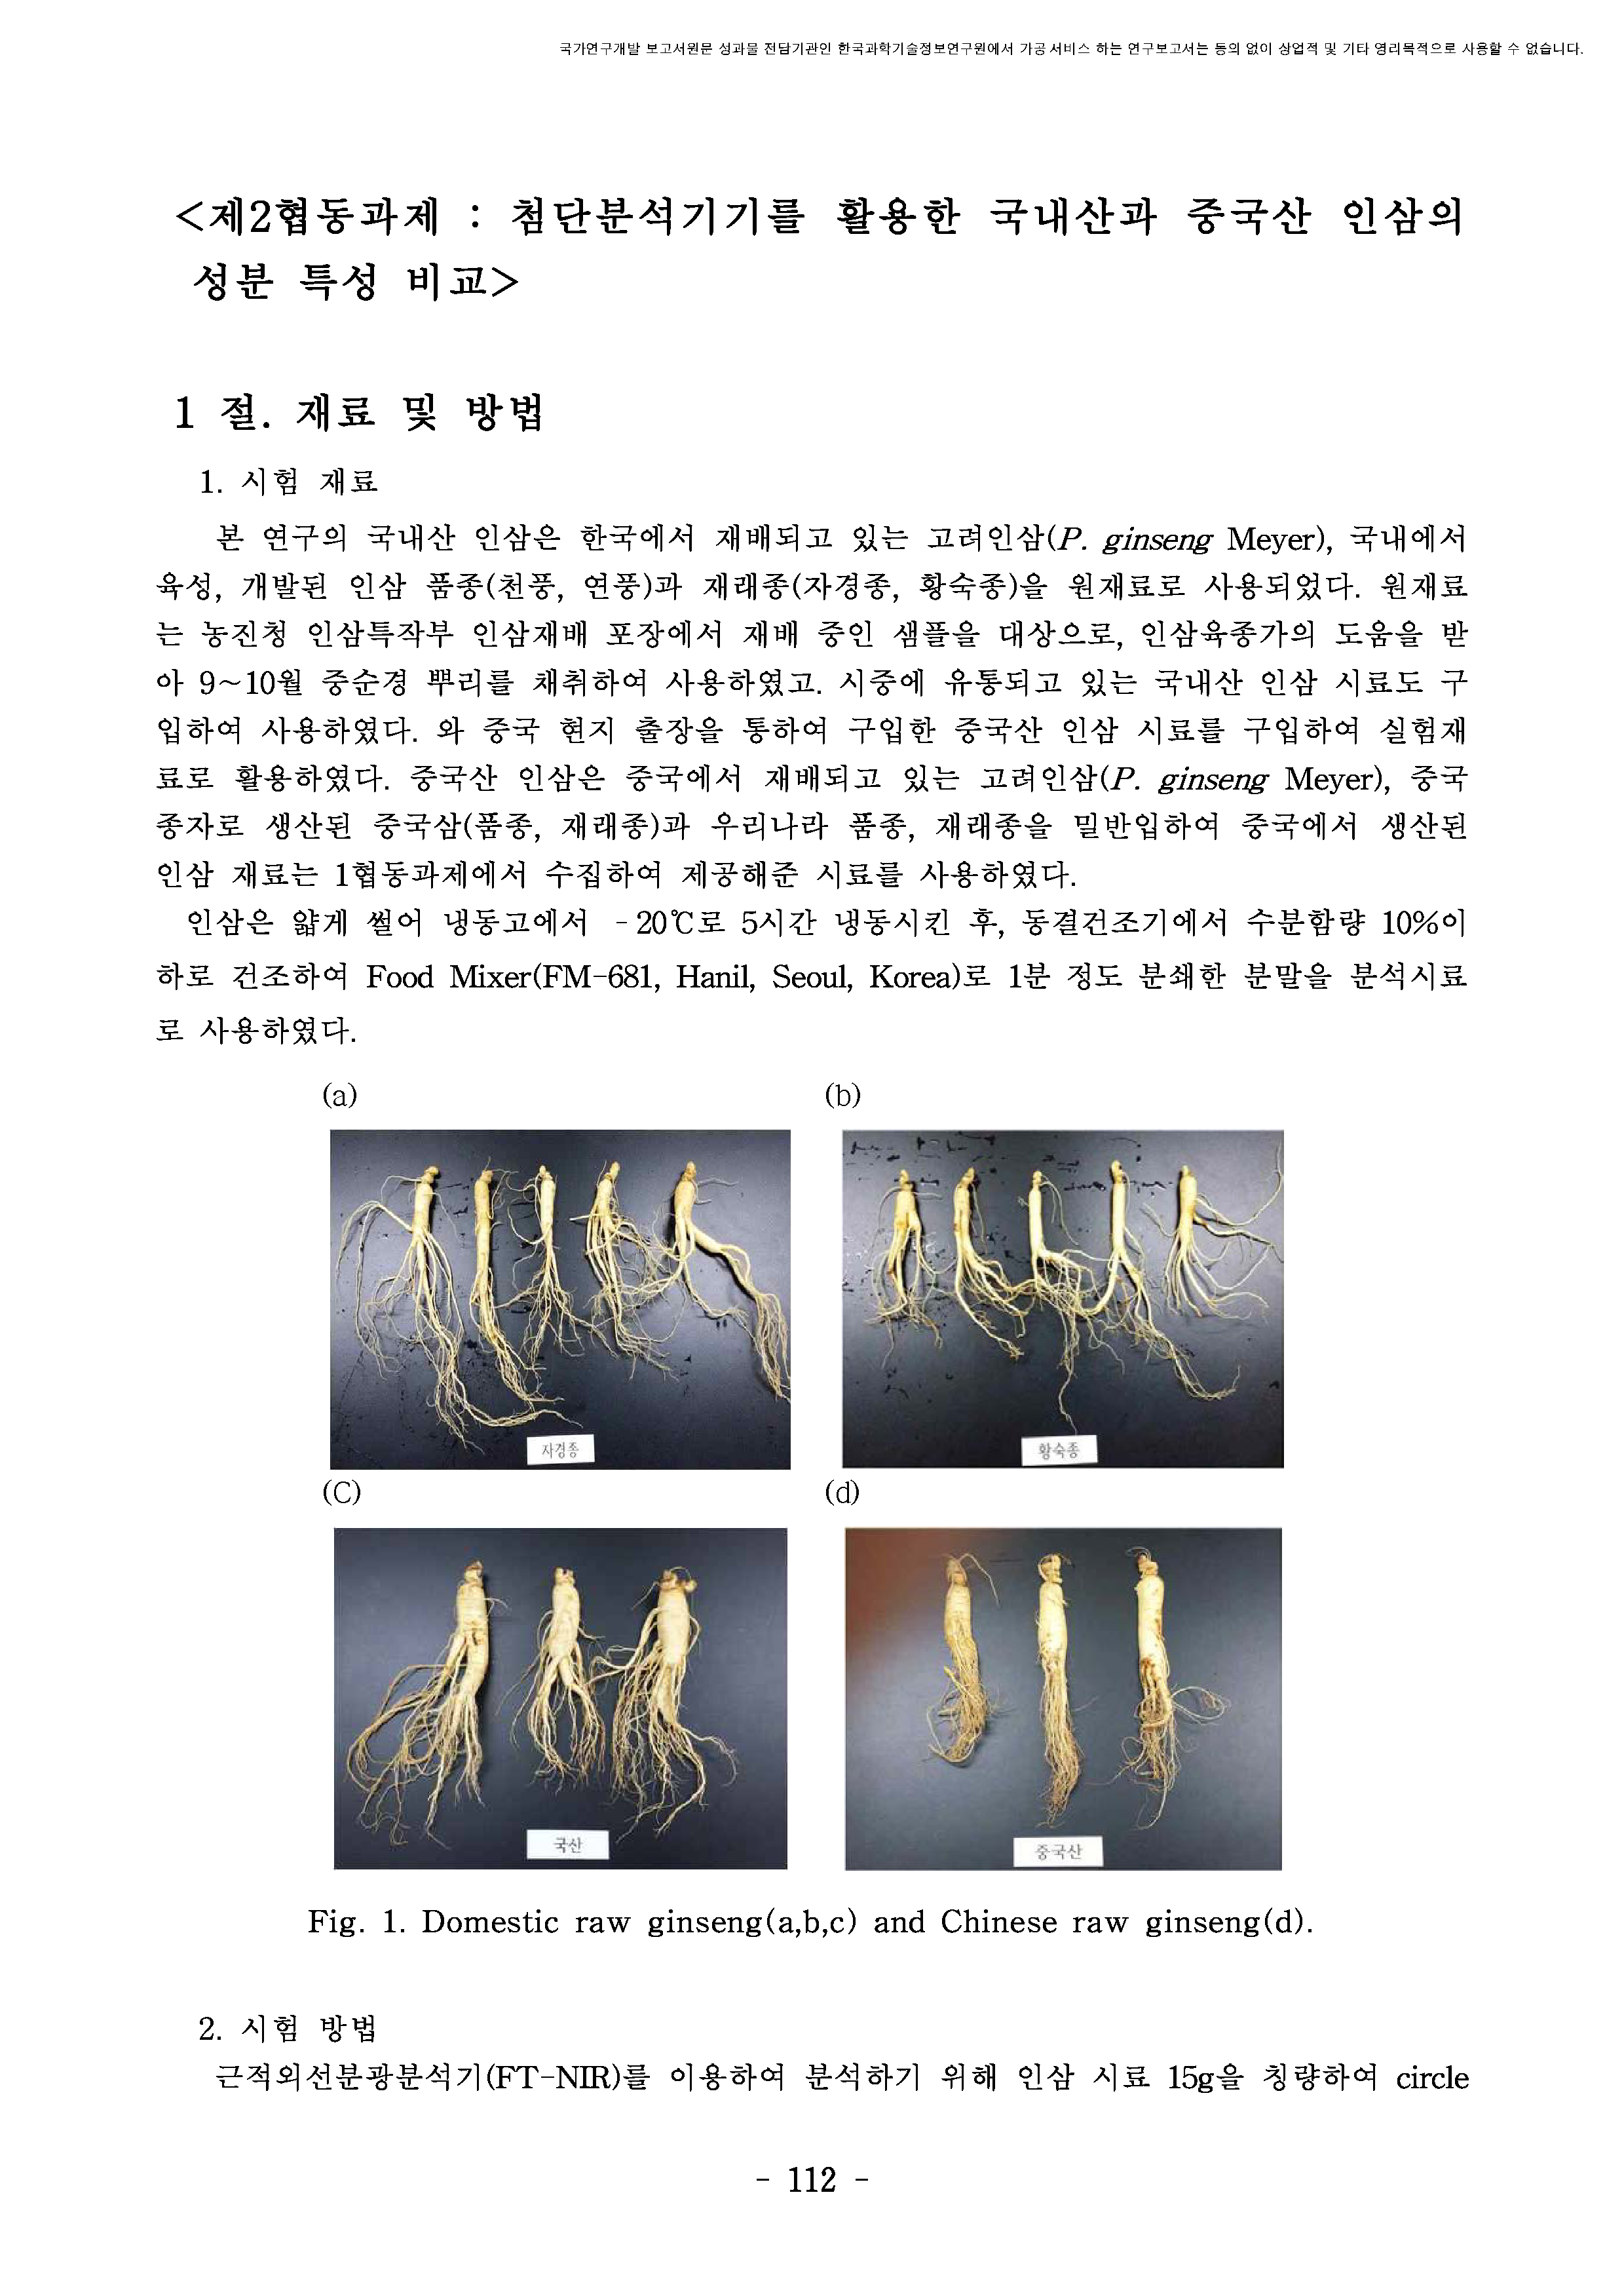 국가연구개발 보고서원문 성과물 전담기관인 한국과학기술정보연구원에서 가공·서비스 하는 연구보고서는 동의 없이 상업적 및 기타 영리목적으로 사용할 수 없습니다.
<제2협동과제 : 첨단분석기기를 활용한 국내산과 중국산 인삼의
성분 특성 비교>
1 절. 재료 및 방법
1. 시험 재료
본 연구의 국내산 인삼은 한국에서 재배되고 있는 고려인삼(P. ginseng Meyer), 국내에서
육성, 개발된 인삼 품종(천풍, 연풍)과 재래종(자경종, 황숙종)을 원재료로 사용되었다. 원재료
는 농진청 인삼특작부 인삼재배 포장에서 재배 중인 샘플을 대상으로, 인삼육종가의 도움을 받
아 9~10월 중순경 뿌리를 채취하여 사용하였고. 시중에 유통되고 있는 국내산 인삼 시료도 구
입하여 사용하였다. 와 중국 현지 출장을 통하여 구입한 중국산 인삼 시료를 구입하여 실험재
료로 활용하였다. 중국산 인삼은 중국에서 재배되고 있는 고려인삼(P. ginseng Meyer), 중국
종자로 생산된 중국삼(품종, 재래종)과 우리나라 품종, 재래종을 밀반입하여 중국에서 생산된
인삼 재료는 1협동과제에서 수집하여 제공해준 시료를 사용하였다.
인삼은 얇게 썰어 냉동고에서 -20℃로 5시간 냉동시킨 후, 동결건조기에서 수분함량 10%이
하로 건조하여 Food Mixer(FM-681, Hanil, Seoul, Korea)로 1분 정도 분쇄한 분말을 분석시료
로 사용하였다.
(a) (b)
자경종 황숙종
(C) (d)
국산 중국산
Fig. 1. Domestic raw ginseng(a,b,c) and Chinese raw ginseng(d).
2. 시험 방법
근적외선분광분석기(FT-NIR)를 이용하여 분석하기 위해 인삼 시료 15g을 칭량하여 circle
- 112 -